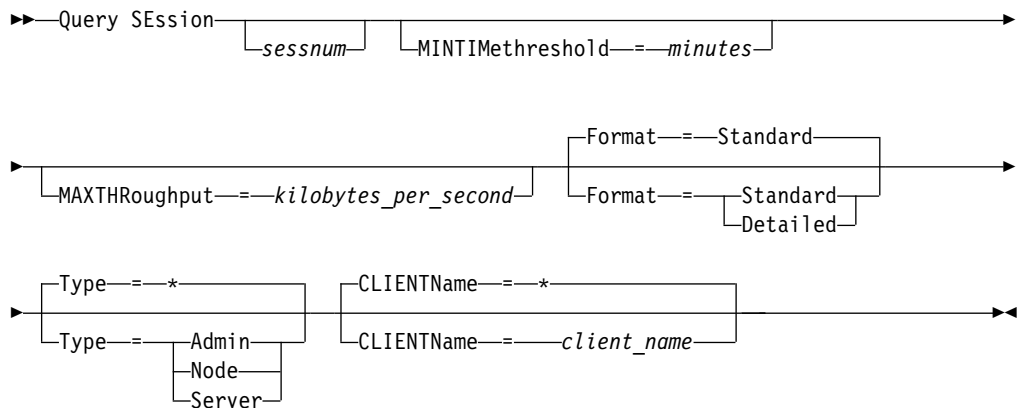 Query SEssion
sessnum
MINTIMethreshold = minutes
MAXTHRoughput = kilobytes_per_second
Format = Standard
Format = Standard
Detailed
Type = *
Type = Admin
Node
Server
CLIENTName = *
CLIENTName = client_name